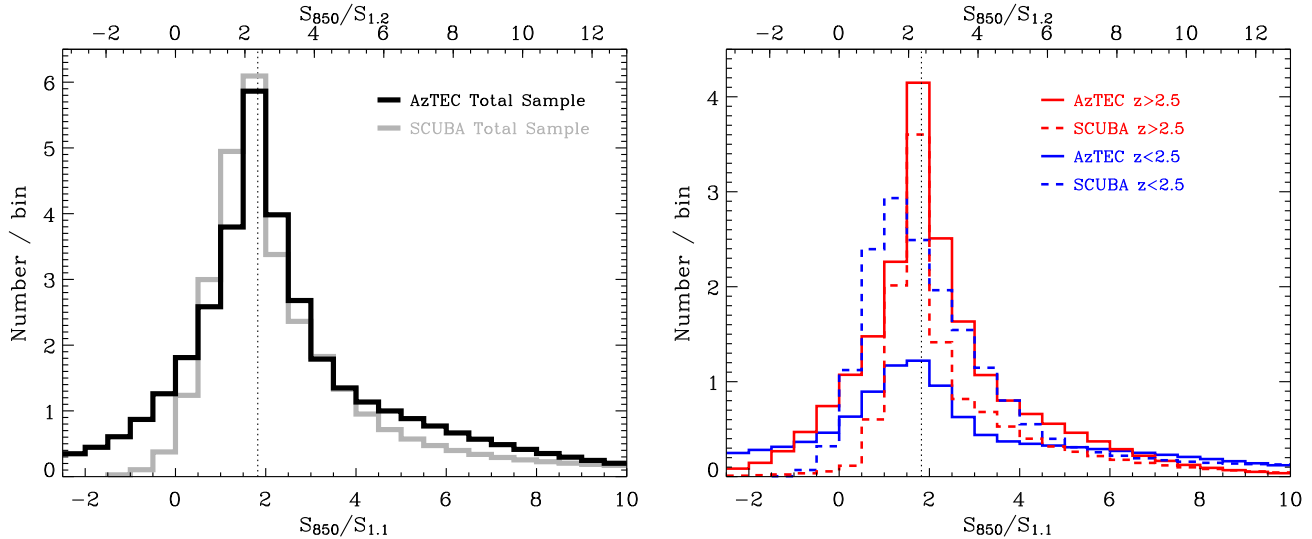 S850/S1.2
−2 0 2 4 6 8 10 12
Number / bin
6
5
4
3
2
1
0
AzTEC Total Sample
SCUBA Total Sample
−2 0 2 4 6 8 10
S850/S1.1
S850/S1.2
−2 0 2 4 6 8 10 12
Number / bin
4
3
2
1
0
AzTEC z>2.5
SCUBA z>2.5
AzTEC z<2.5
SCUBA z<2.5
−2 0 2 4 6 8 10
S850/S1.1